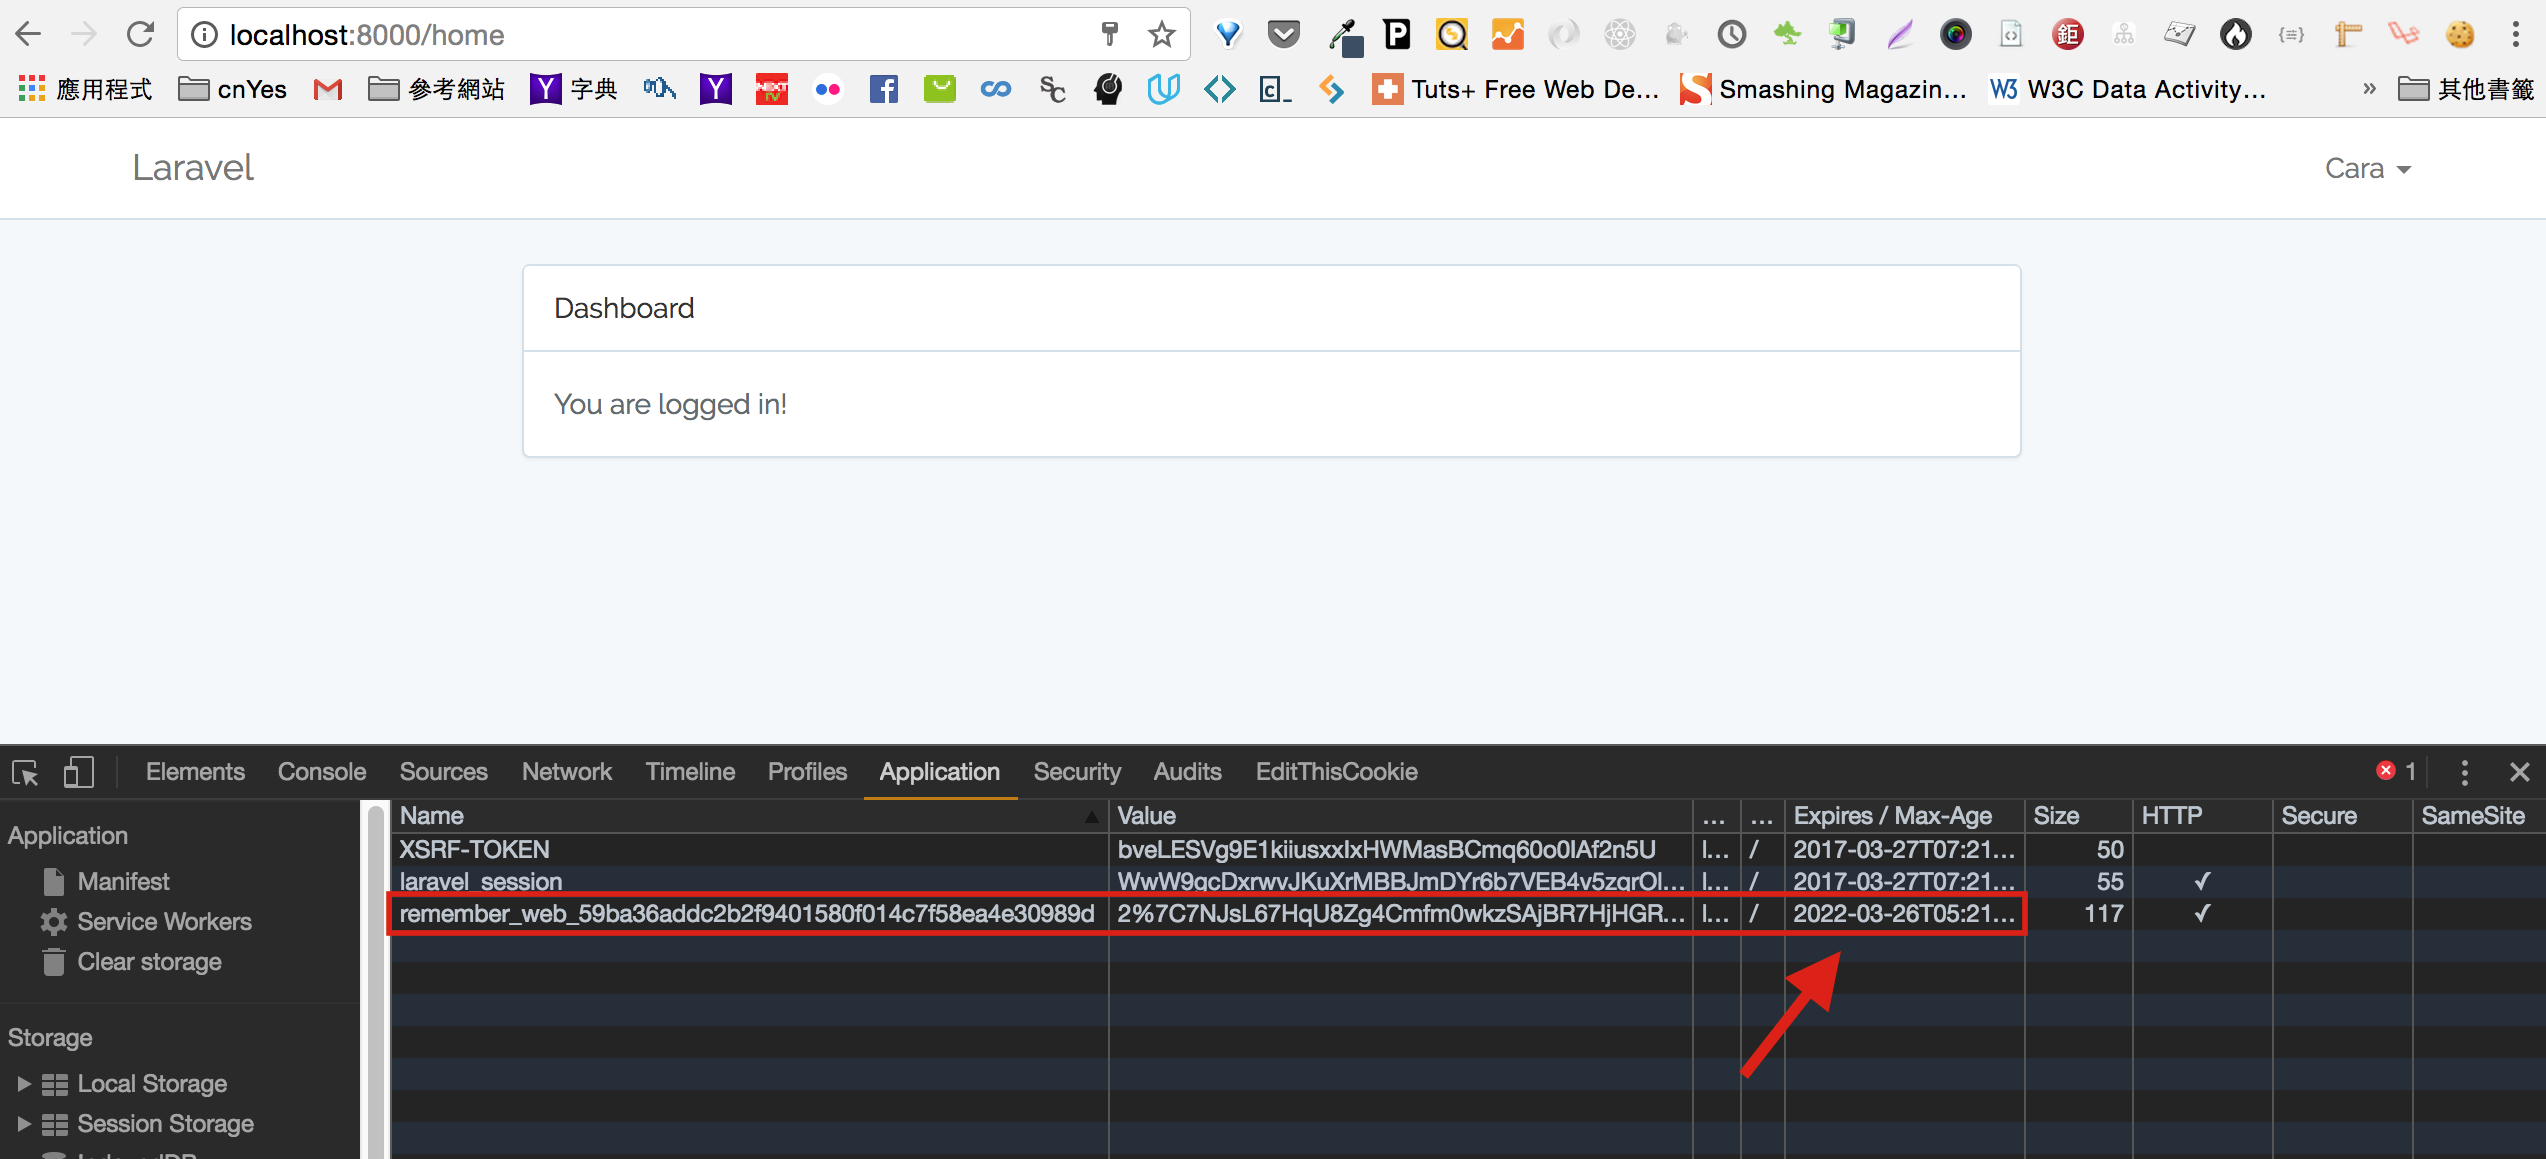 localhost:8000/home
應用程式 cnYes 參考網站 字典 Tuts+ Free Web De... Smashing Magazin... W3C Data Activity... » 其他書籤
Laravel Cara
Dashboard
You are logged in!
Elements Console Sources Network Timeline Profiles Application Security Audits EditThisCookie 1
Application
Manifest
Service Workers
Clear storage
Storage
Local Storage
Session Storage
IndexedDB
Name Value ... ... Expires / Max-Age Size HTTP Secure SameSite
XSRF-TOKEN bveLESVg9E1kiiusxxIxHWMasBCmq60o0IAf2n5U l... / 2017-03-27T07:21... 50
laravel_session WwW9gcDxrwvJKuXrMBBJmDYr6b7VEB4v5zqrOl... l... / 2017-03-27T07:21... 55 ✓
remember_web_59ba36addc2b2f9401580f014c7f58ea4e30989d 2%7C7NJsL67HqU8Zg4Cmfm0wkzSAjBR7HjHGR... l... / 2022-03-26T05:21... 117 ✓